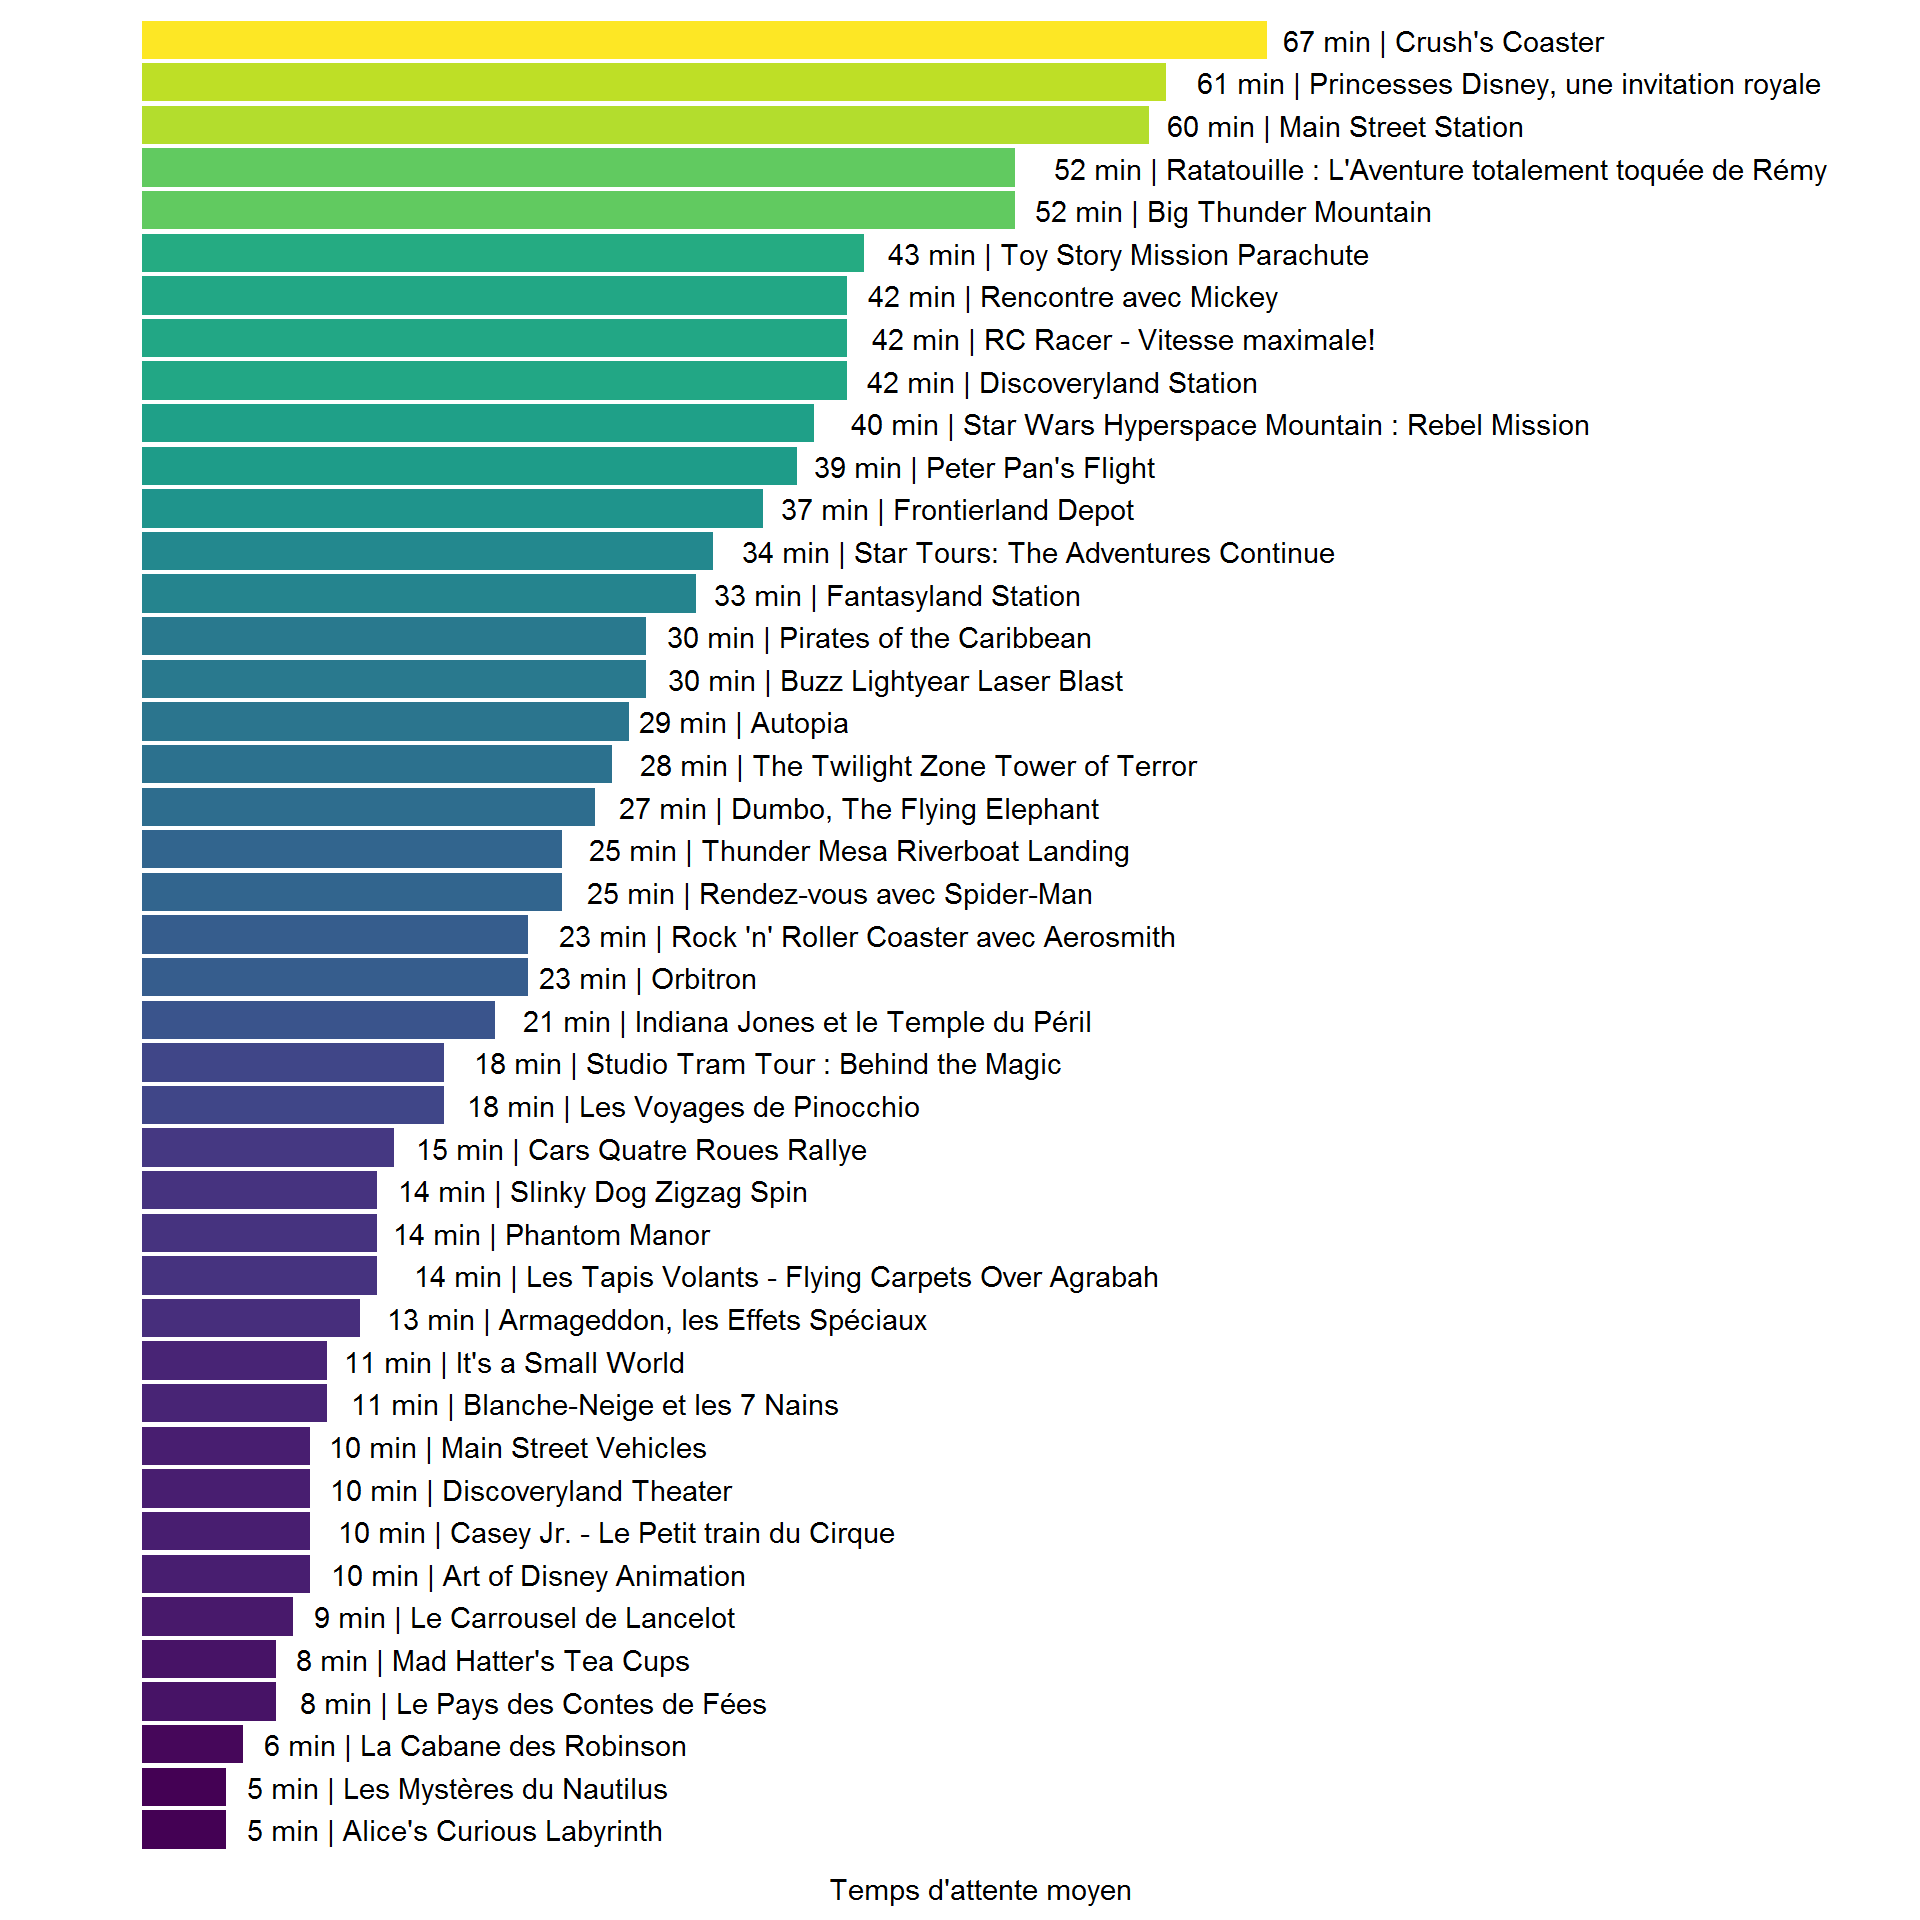 67 min | Crush's Coaster
61 min | Princesses Disney, une invitation royale
60 min | Main Street Station
52 min | Ratatouille : L'Aventure totalement toquée de Rémy
52 min | Big Thunder Mountain
43 min | Toy Story Mission Parachute
42 min | Rencontre avec Mickey
42 min | RC Racer - Vitesse maximale!
42 min | Discoveryland Station
40 min | Star Wars Hyperspace Mountain : Rebel Mission
39 min | Peter Pan's Flight
37 min | Frontierland Depot
34 min | Star Tours: The Adventures Continue
33 min | Fantasyland Station
30 min | Pirates of the Caribbean
30 min | Buzz Lightyear Laser Blast
29 min | Autopia
28 min | The Twilight Zone Tower of Terror
27 min | Dumbo, The Flying Elephant
25 min | Thunder Mesa Riverboat Landing
25 min | Rendez-vous avec Spider-Man
23 min | Rock 'n' Roller Coaster avec Aerosmith
23 min | Orbitron
21 min | Indiana Jones et le Temple du Péril
18 min | Studio Tram Tour : Behind the Magic
18 min | Les Voyages de Pinocchio
15 min | Cars Quatre Roues Rallye
14 min | Slinky Dog Zigzag Spin
14 min | Phantom Manor
14 min | Les Tapis Volants - Flying Carpets Over Agrabah
13 min | Armageddon, les Effets Spéciaux
11 min | It's a Small World
11 min | Blanche-Neige et les 7 Nains
10 min | Main Street Vehicles
10 min | Discoveryland Theater
10 min | Casey Jr. - Le Petit train du Cirque
10 min | Art of Disney Animation
9 min | Le Carrousel de Lancelot
8 min | Mad Hatter's Tea Cups
8 min | Le Pays des Contes de Fées
6 min | La Cabane des Robinson
5 min | Les Mystères du Nautilus
5 min | Alice's Curious Labyrinth
Temps d'attente moyen